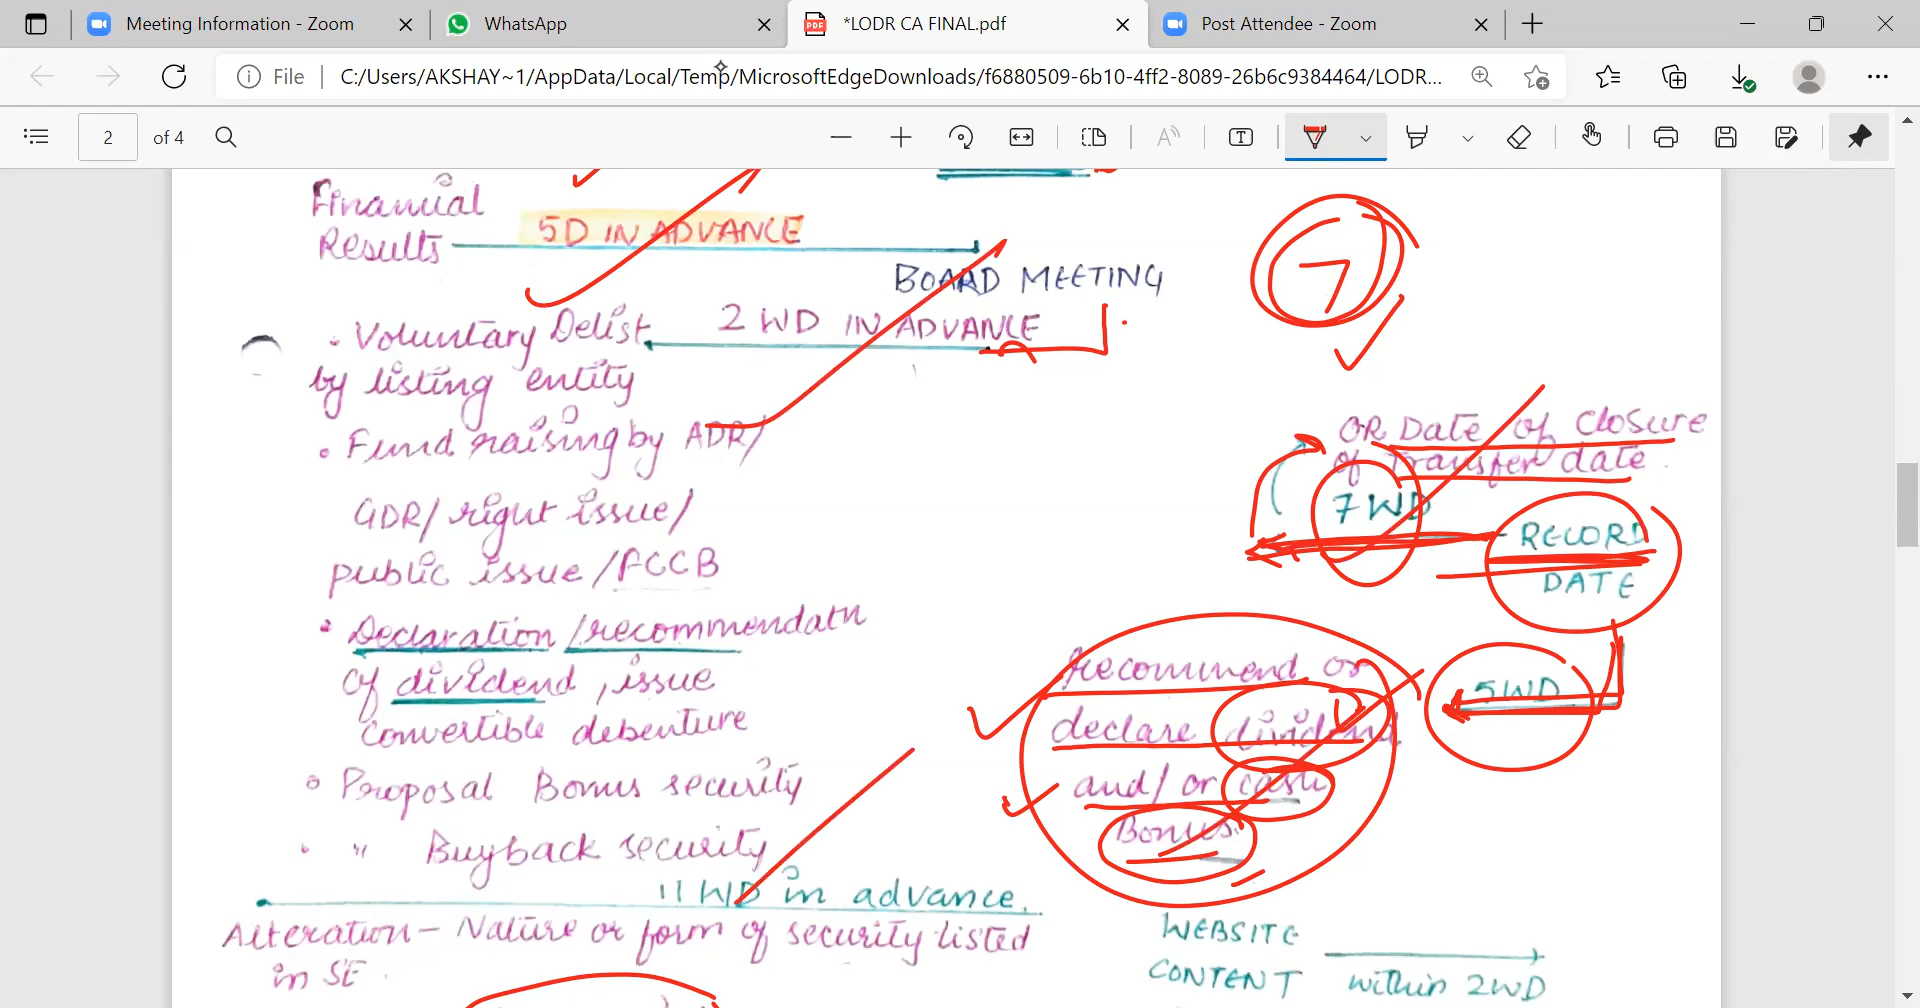 Meeting Information - Zoom
WhatsApp
*LODR CA FINAL.pdf
Post Attendee - Zoom
File
C:/Users/AKSHAY~1/AppData/Local/Temp/MicrosoftEdgeDownloads/f6880509-6b10-4ff2-8089-26b6c9384464/LODR...
2 of 4
Financial
Results
5D IN ADVANCE
BOARD MEETING
• Voluntary Delist
2 WD IN ADVANCE
by listing entity
• Fund raising by ADR/
GDR/ right issue/
public issue /FCCB
• Declaration /recommendatn
of dividend, issue
convertible debenture
• Proposal Bonus security
• " Buyback security
11 WD in advance.
Alteration - Nature or form of security listed
in SE
7
OR Date of Closure
of Transfer date
7WD
RECORD
DATE
Recommend or
declare dividend
and/or cash
Bonus.
5WD
WEBSITE
CONTENT
within 2WD